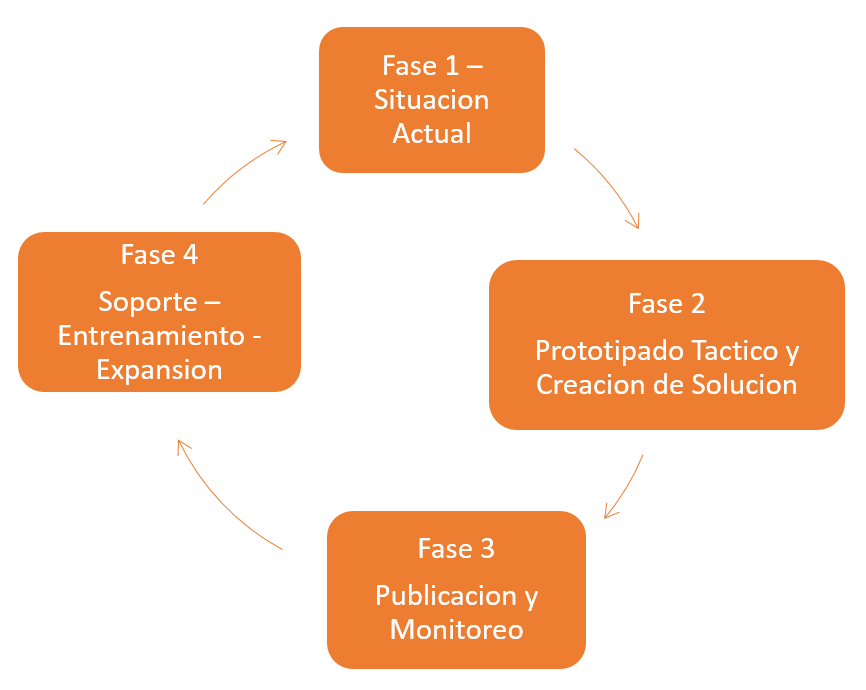 Fase 1 –
Situacion
Actual
Fase 2
Prototipado Tactico y
Creacion de Solucion
Fase 3
Publicacion y
Monitoreo
Fase 4
Soporte –
Entrenamiento -
Expansion